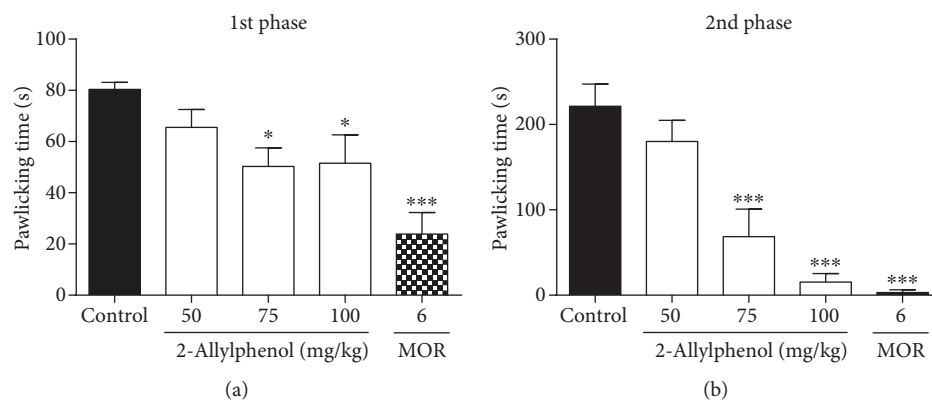 1st phase
100
80
60
40
20
0
Pawlicking time (s)
*
*
***
Control
50
75
100
6
2-Allylphenol (mg/kg)
MOR
(a)
2nd phase
300
200
100
0
Pawlicking time (s)
***
***
***
Control
50
75
100
6
2-Allylphenol (mg/kg)
MOR
(b)